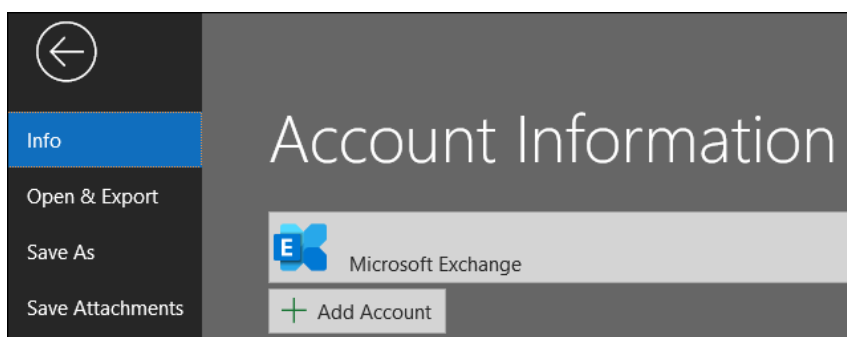 Info
Open & Export
Save As
Save Attachments
Account Information
E
Microsoft Exchange
Add Account